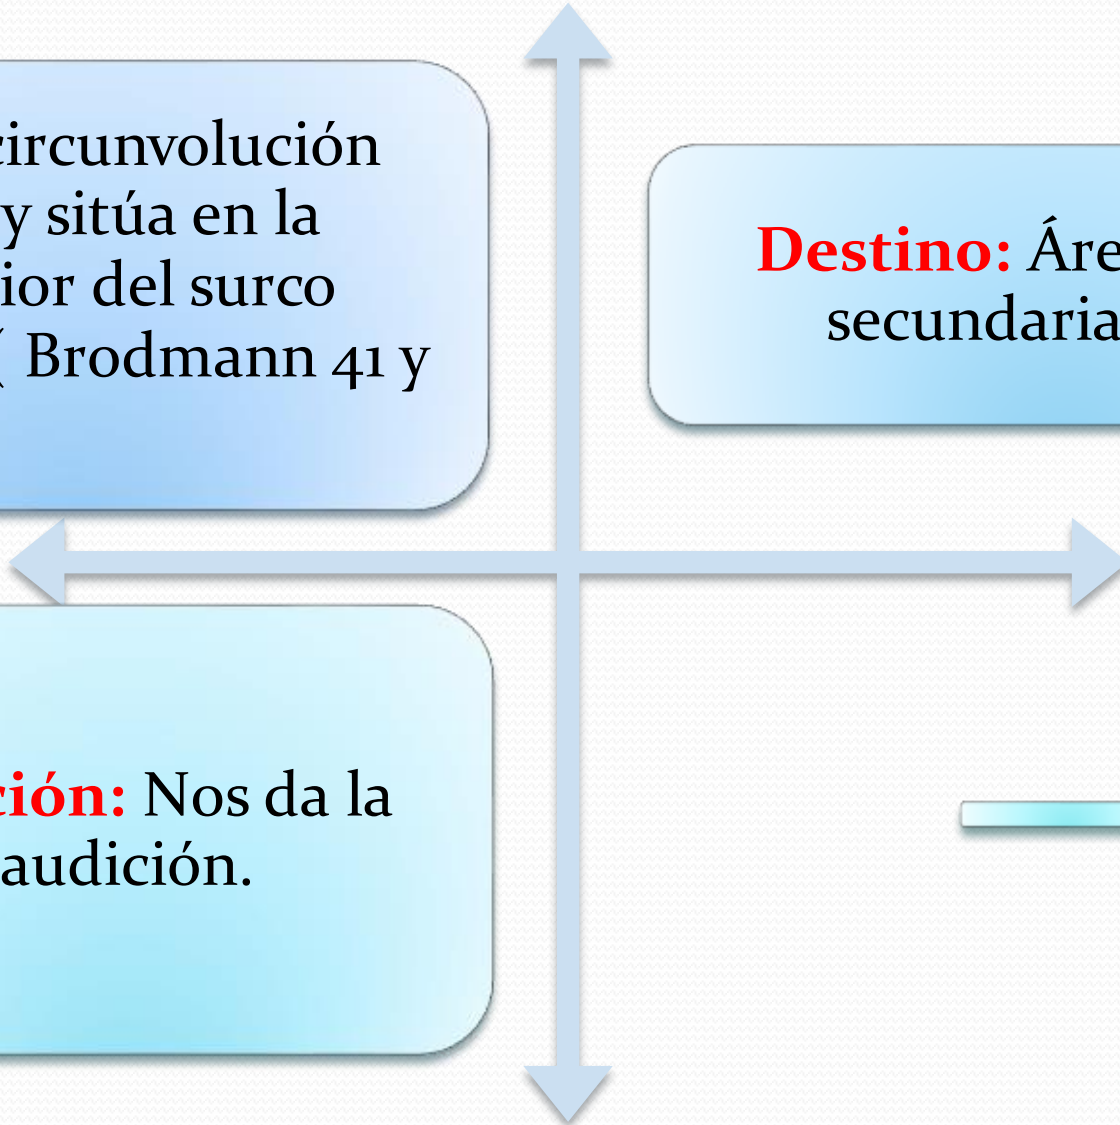 circunvolución
y sitúa en la
ior del surco
( Brodmann 41 y
Destino: Áre
secundaria
ción: Nos da la
audición.